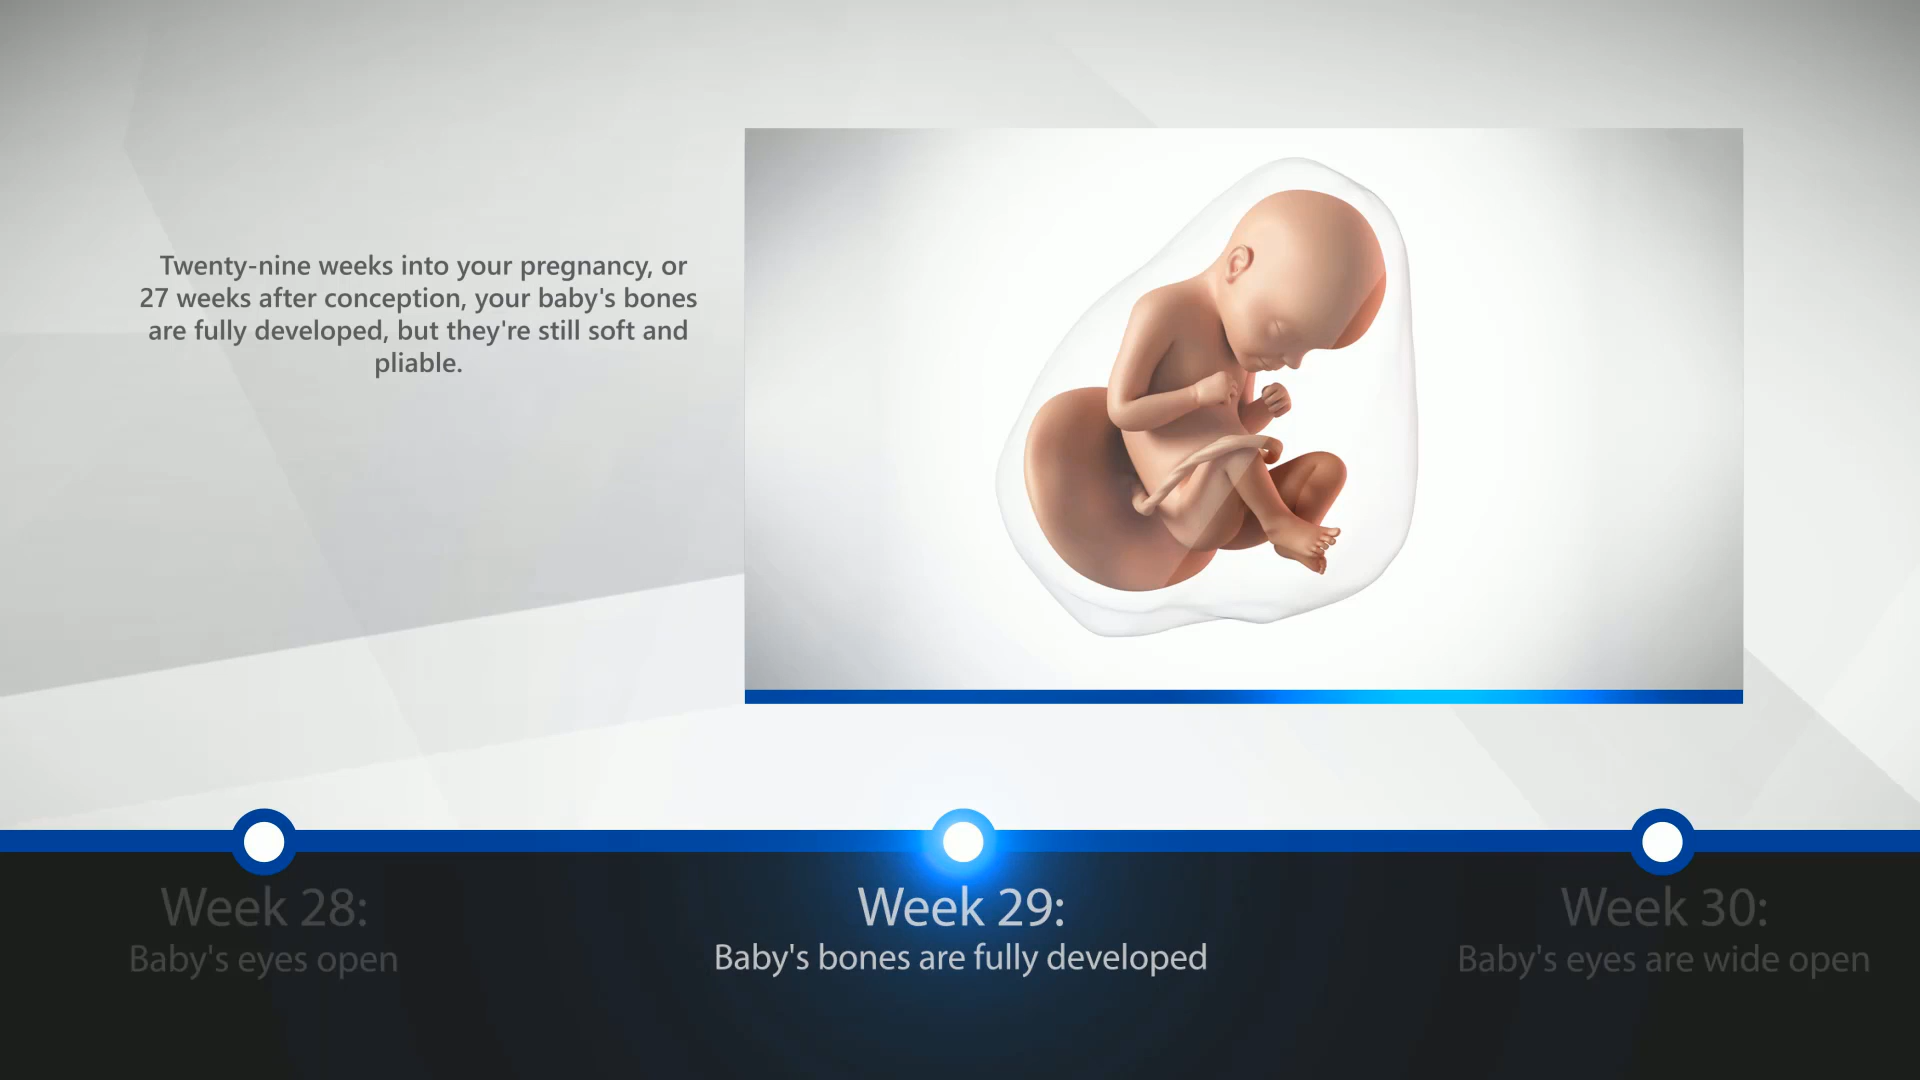 Twenty-nine weeks into your pregnancy, or
27 weeks after conception, your baby's bones
are fully developed, but they're still soft and
pliable.
Week 28:
Baby's eyes open
Week 29:
Baby's bones are fully developed
Week 30:
Baby's eyes are wide open